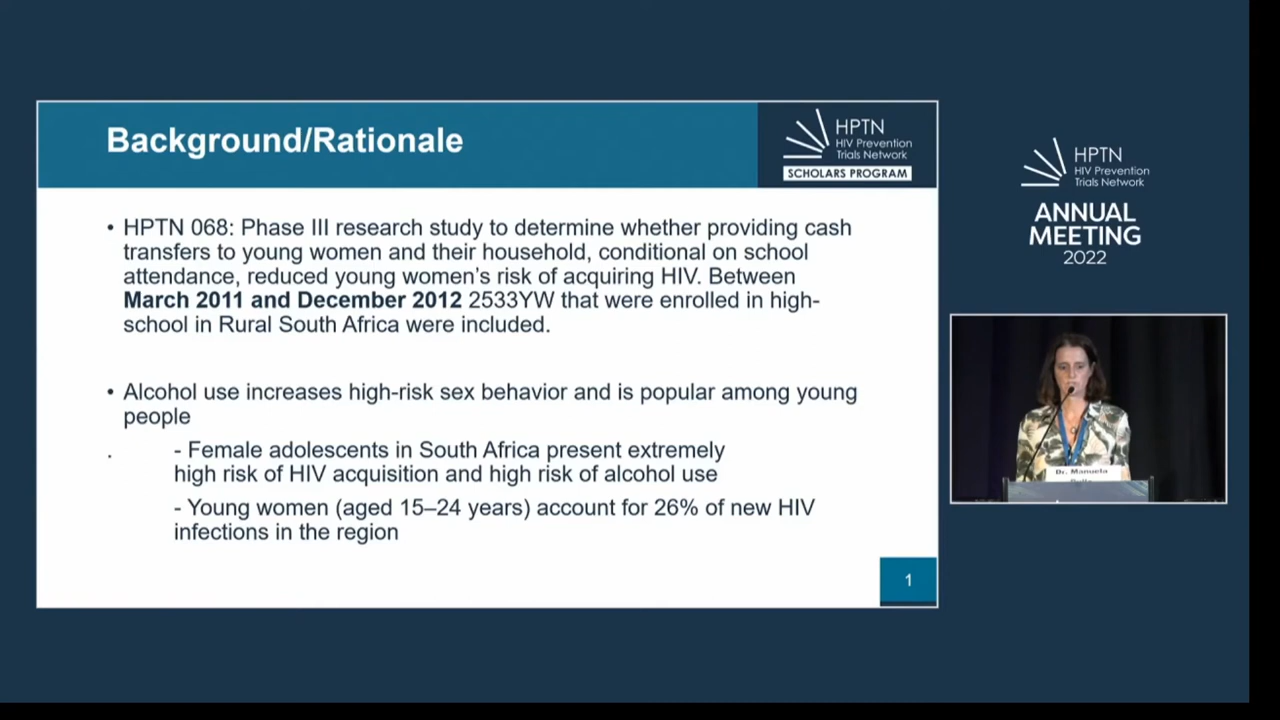 Background/Rationale
HPTN
HIV Prevention
Trials Network
SCHOLARS PROGRAM
• HPTN 068: Phase III research study to determine whether providing cash
transfers to young women and their household, conditional on school
attendance, reduced young women's risk of acquiring HIV. Between
March 2011 and December 2012 2533YW that were enrolled in high-
school in Rural South Africa were included.
• Alcohol use increases high-risk sex behavior and is popular among young
people
. - Female adolescents in South Africa present extremely
high risk of HIV acquisition and high risk of alcohol use
- Young women (aged 15–24 years) account for 26% of new HIV
infections in the region
1
HPTN
HIV Prevention
Trials Network
ANNUAL
MEETING
2022
Dr. Manuela